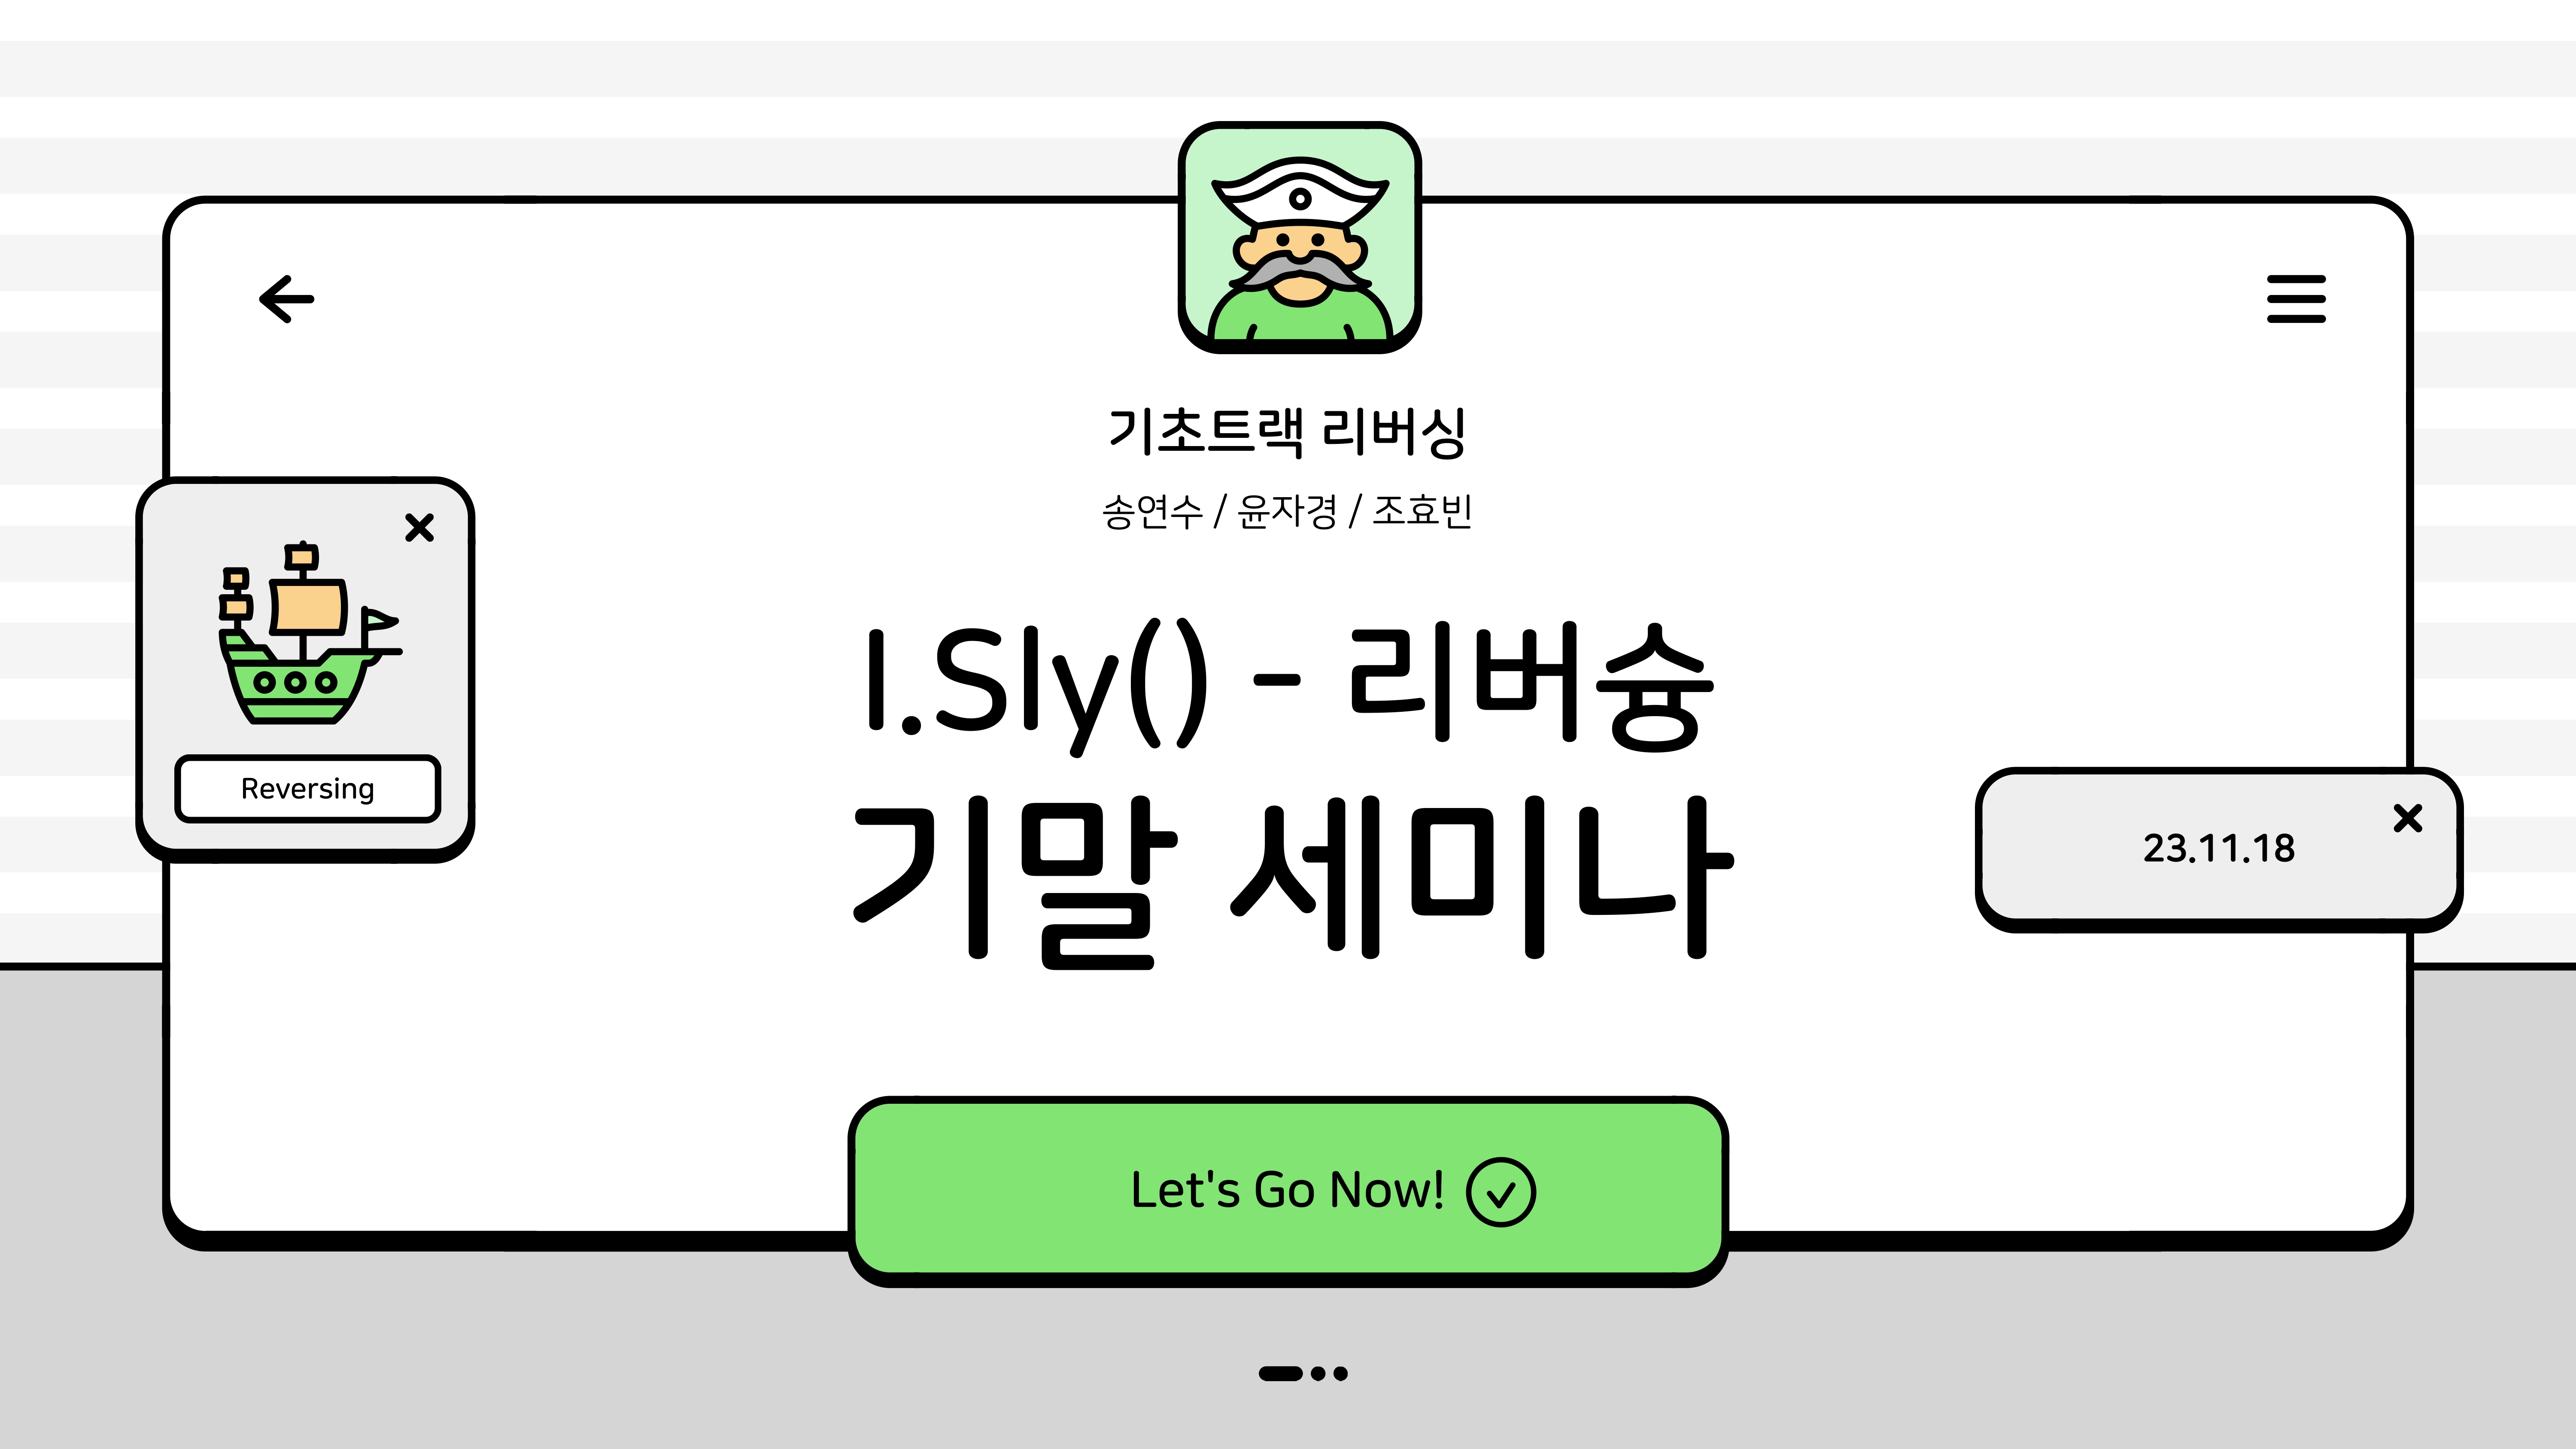 기초트랙 리버싱
송연수 / 윤자경 / 조효빈
I.Sly() - 리버슝
기말 세미나
Reversing
23.11.18
Let's Go Now!